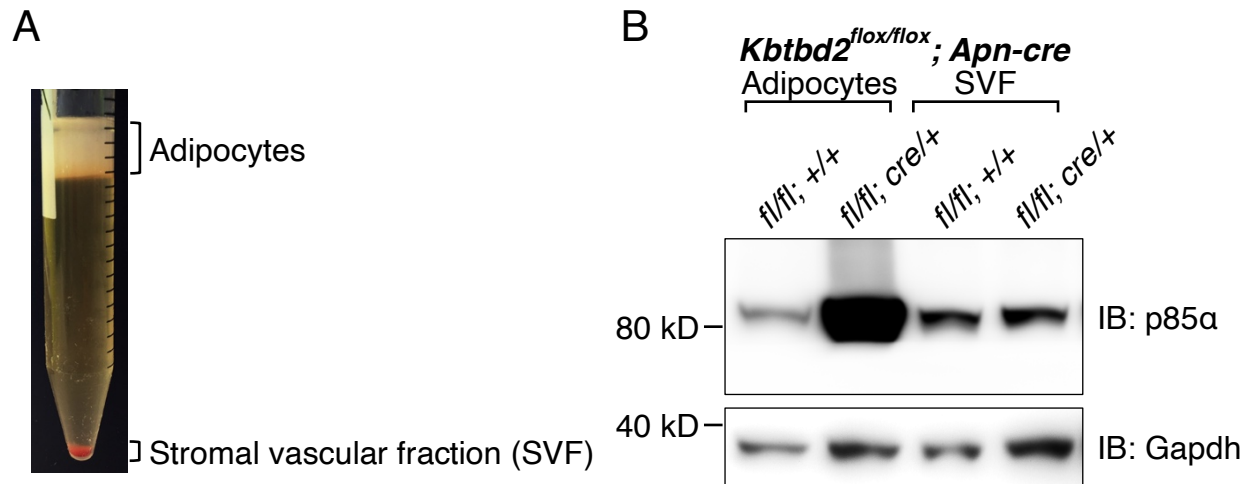 A
Adipocytes
Stromal vascular fraction (SVF)
B
Kbtbd2flox/flox; Apn-cre
Adipocytes SVF
fl/fl; +/+ fl/fl; cre/+ fl/fl; +/+ fl/fl; cre/+
80 kD IB: p85α
40 kD IB: Gapdh